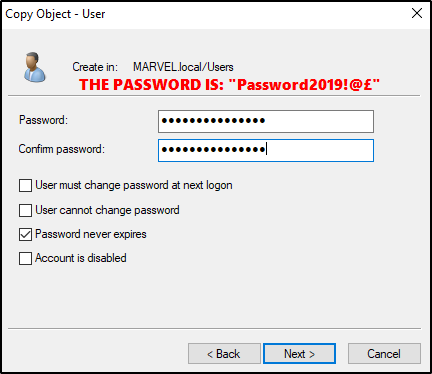 Copy Object - User
Create in: MARVEL.local/Users
THE PASSWORD IS: "Password2019!@£"
Password: ●●●●●●●●●●●●●●●
Confirm password: ●●●●●●●●●●●●●●●
User must change password at next logon
User cannot change password
Password never expires
Account is disabled
< Back Next > Cancel